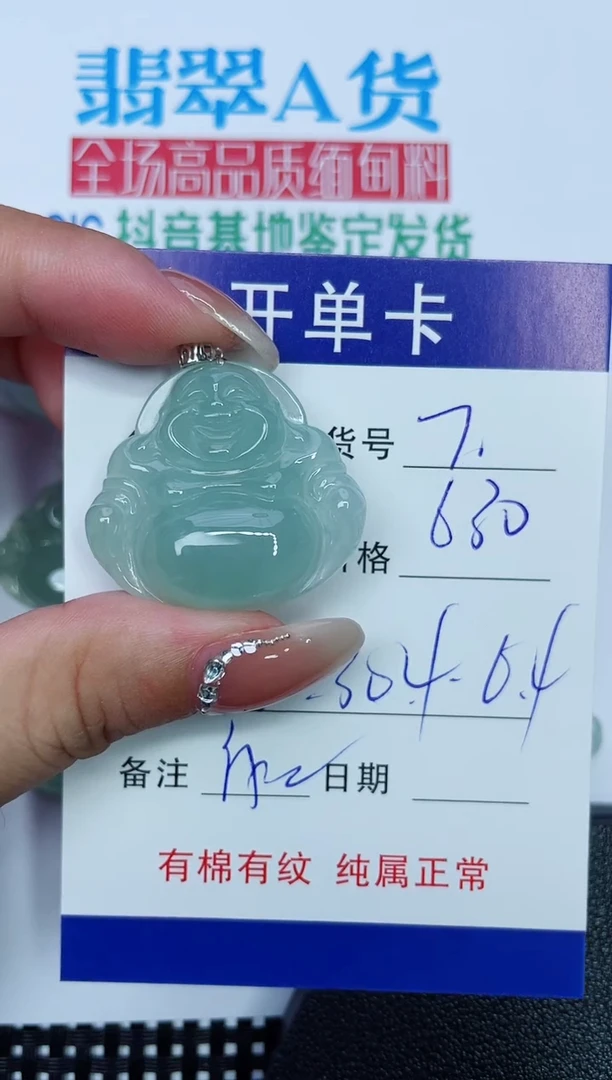 翡翠A货
全场高品质缅甸料
抖音基地鉴定发货
开单卡
货号 7.
格 630
备注
日期
有棉有纹 纯属正常